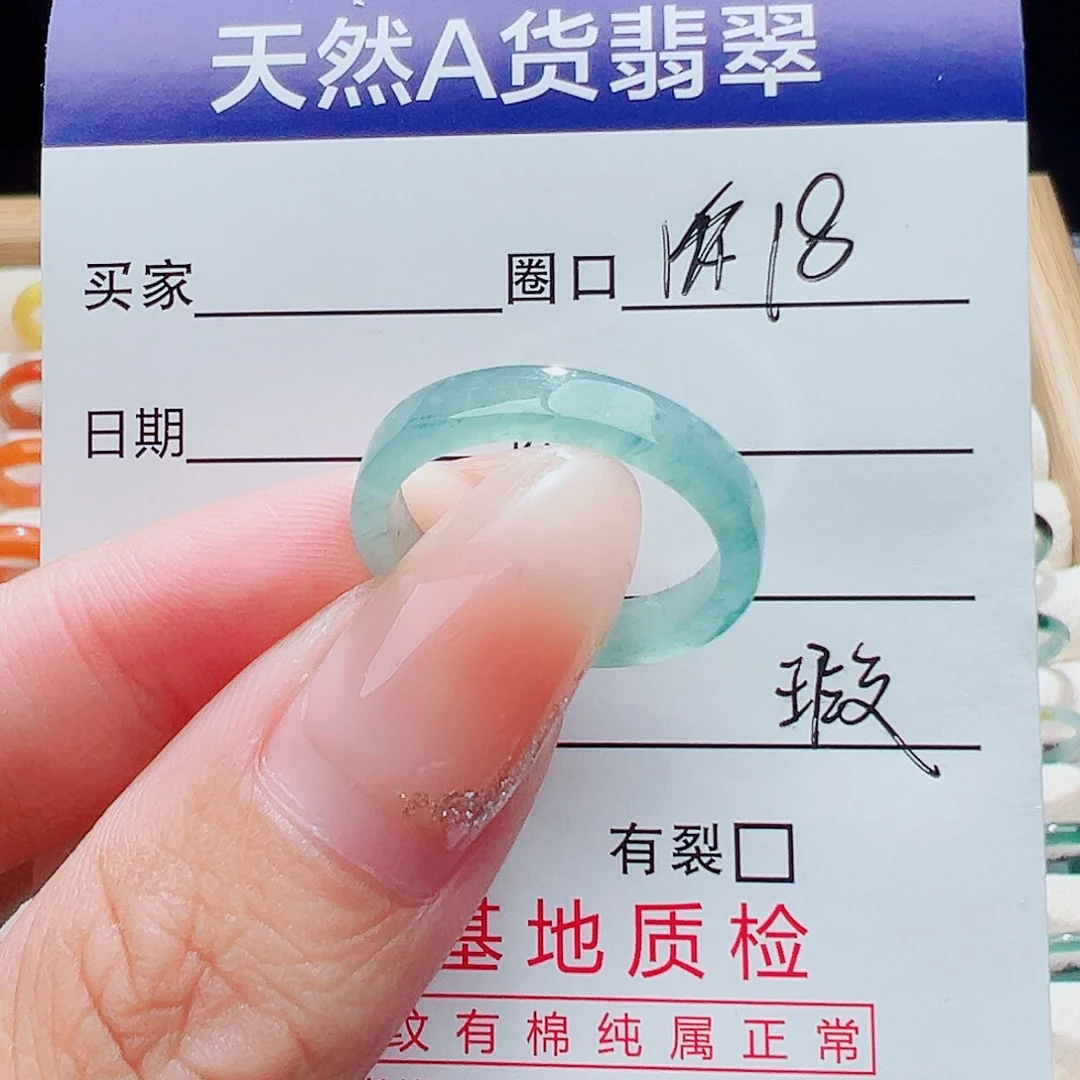 天然A货翡翠
买家 圈口 18
日期
瑕
有裂□
基地质检
纹有棉纯属正常